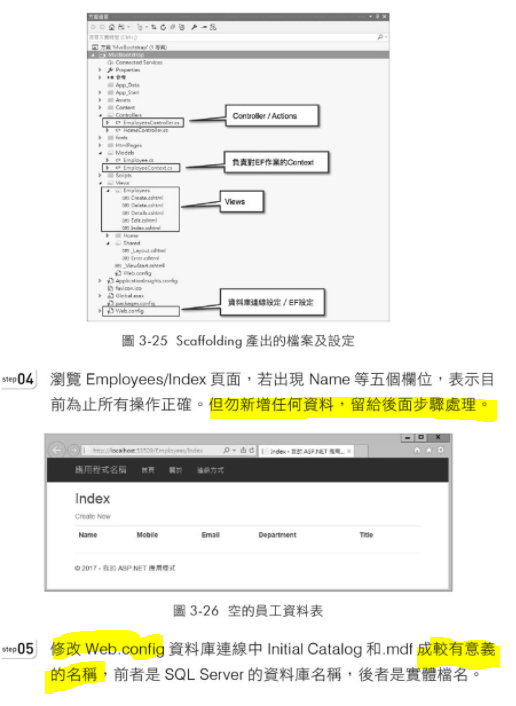 方案總管
搜尋方案總管 (Ctrl+;)
方案 'MvcBootstrap' (1 專案)
MvcBootstrap
Connected Services
Properties
參考
App_Data
App_Start
Assets
Content
Controllers
C# EmployeesController.cs
C# HomeController.cs
fonts
HtmlPages
Models
C# Employee.cs
C# EmployeeContext.cs
Scripts
Views
Employees
Create.cshtml
Delete.cshtml
Details.cshtml
Edit.cshtml
Index.cshtml
Home
Shared
_Layout.cshtml
Error.cshtml
_ViewStart.cshtml
Web.config
ApplicationInsights.config
favicon.ico
Global.asax
packages.config
Web.config
Controller / Actions
負責對EF作業的Context
Views
資料庫連線設定 / EF設定
圖 3-25 Scaffolding 產出的檔案及設定
step 04 瀏覽 Employees/Index 頁面，若出現 Name 等五個欄位，表示目
前為止所有操作正確。但勿新增任何資料，留給後面步驟處理。
Index - 我的 ASP.NET 應用...
應用程式名稱 首頁 關於 連絡方式
Index
Create New
Name Mobile Email Department Title
© 2017 - 我的 ASP.NET 應用程式
圖 3-26 空的員工資料表
step 05 修改 Web.config 資料庫連線中 Initial Catalog 和.mdf 成較有意義
的名稱，前者是 SQL Server 的資料庫名稱，後者是實體檔名。